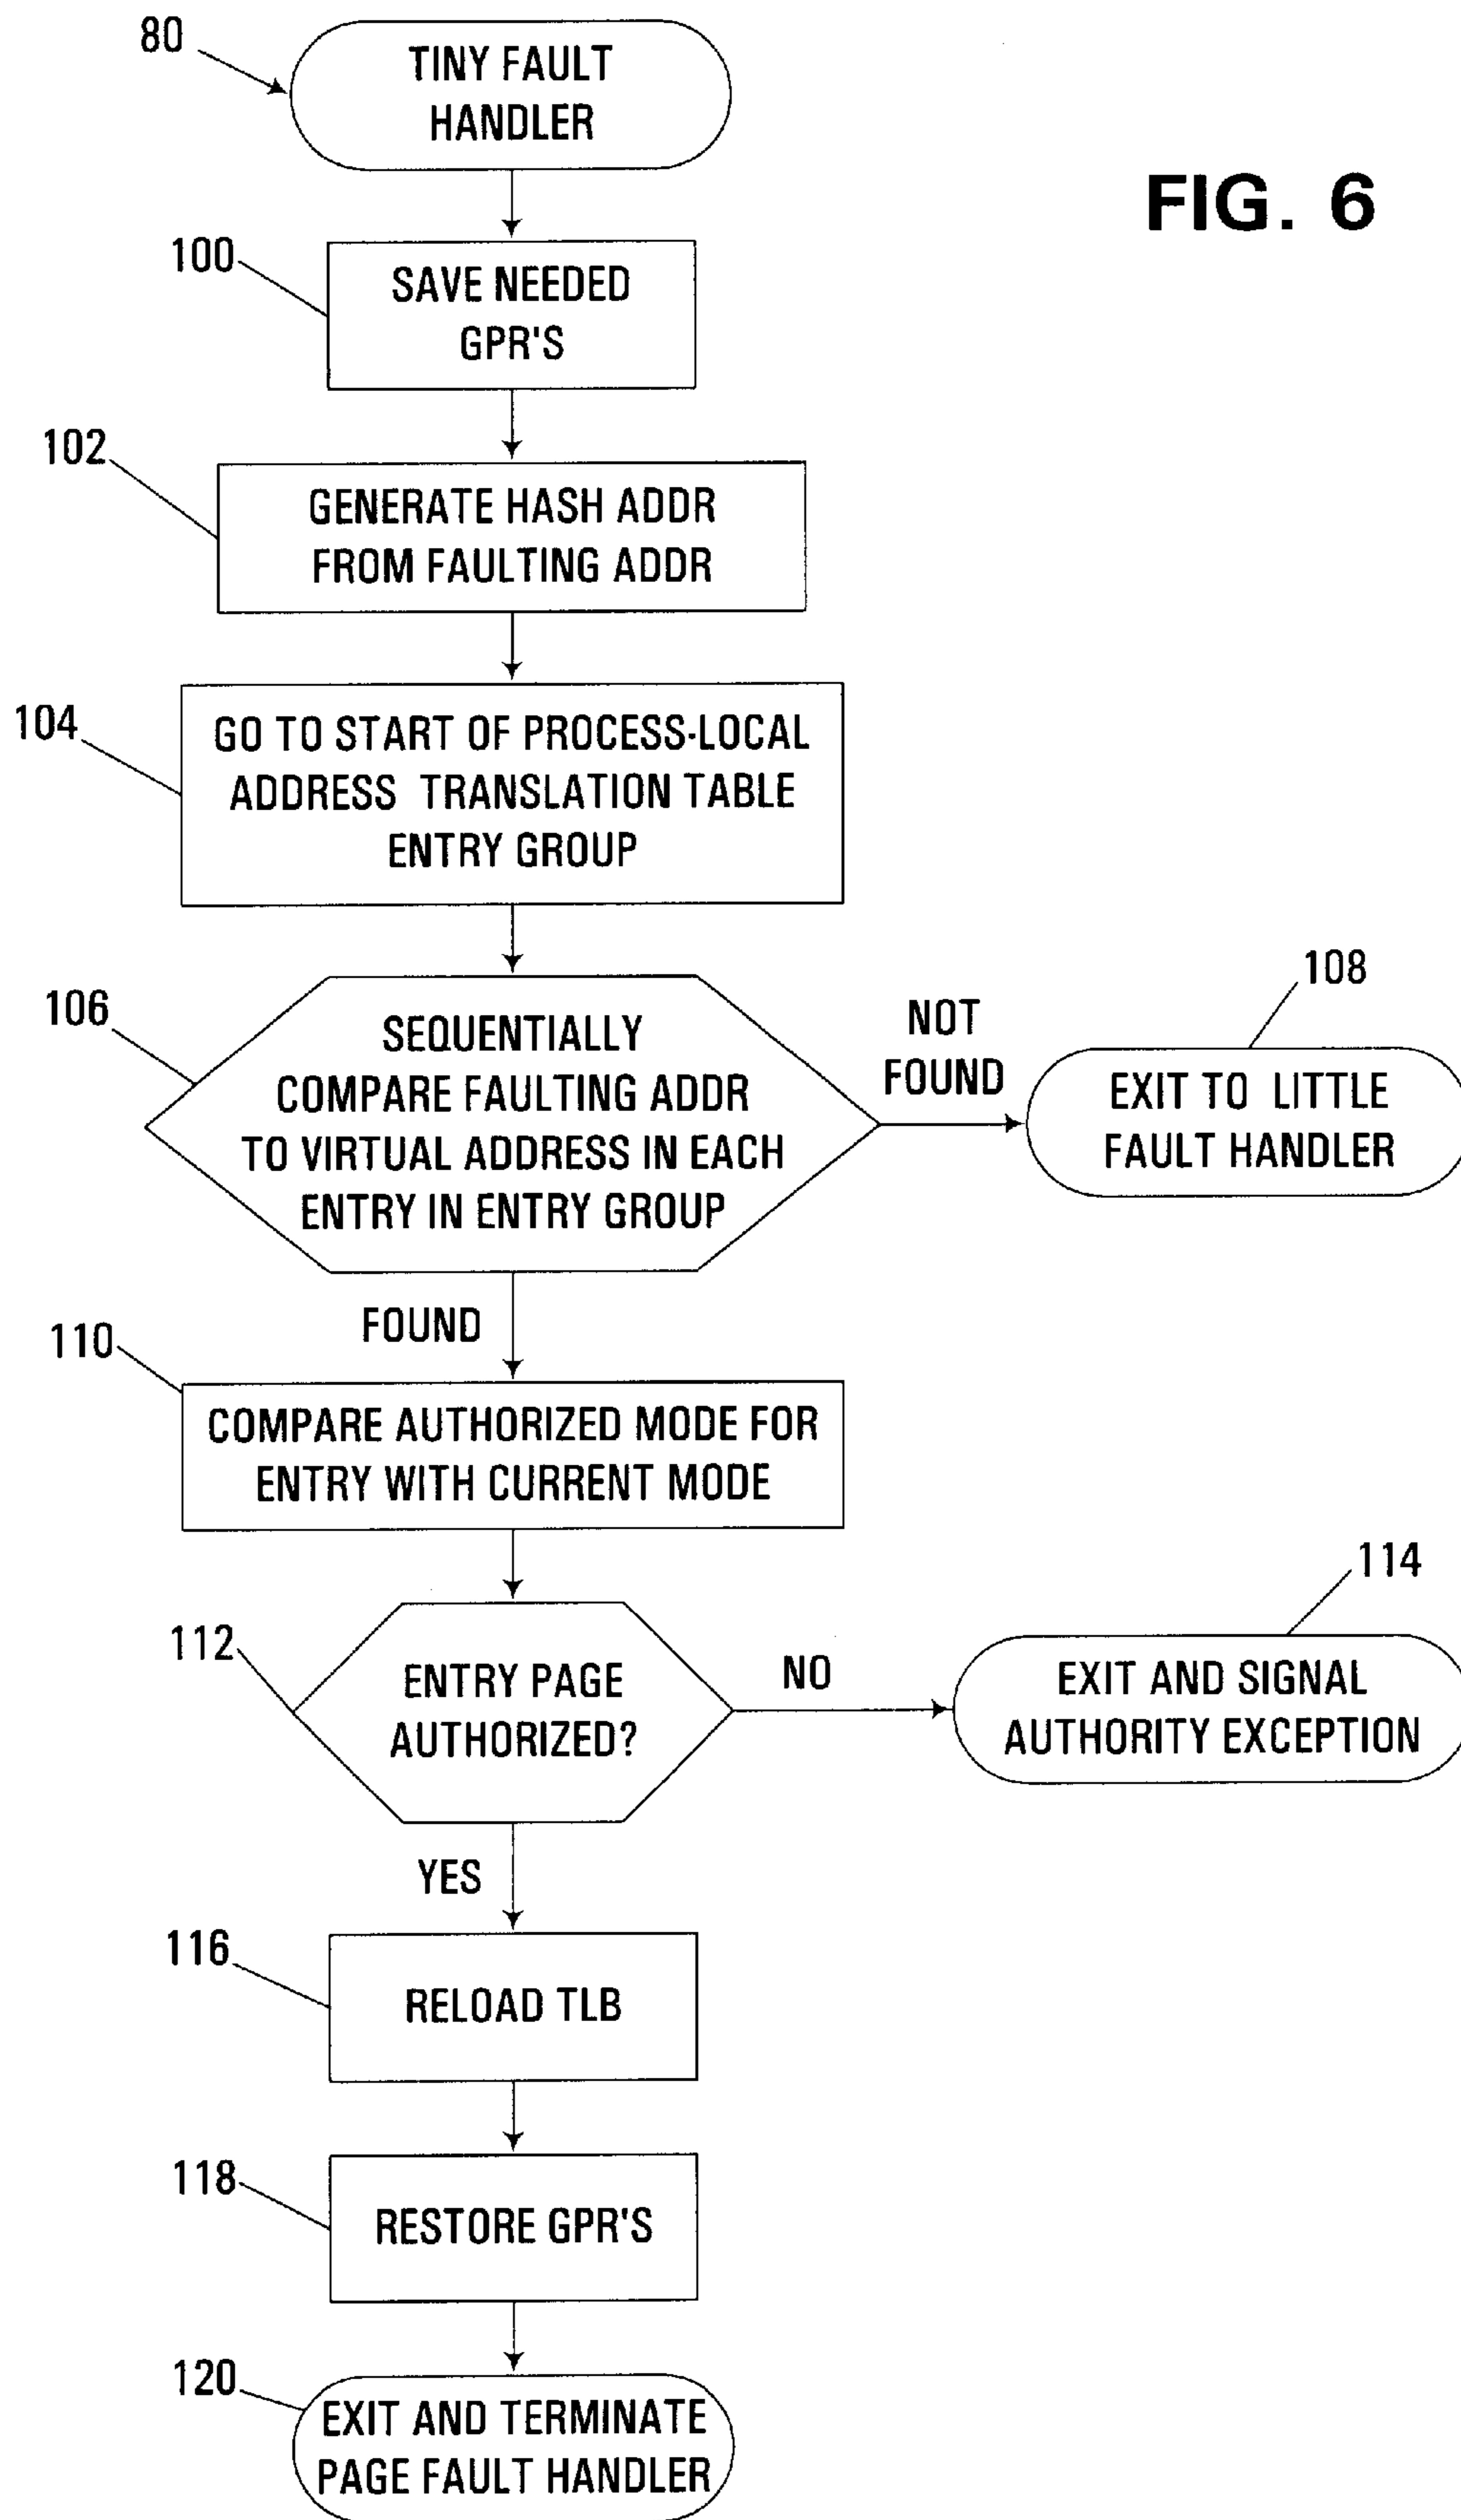 80
TINY FAULT
HANDLER
FIG. 6
100
SAVE NEEDED
GPR'S
102
GENERATE HASH ADDR
FROM FAULTING ADDR
104
GO TO START OF PROCESS-LOCAL
ADDRESS TRANSLATION TABLE
ENTRY GROUP
106
SEQUENTIALLY
COMPARE FAULTING ADDR
TO VIRTUAL ADDRESS IN EACH
ENTRY IN ENTRY GROUP
NOT
FOUND
108
EXIT TO LITTLE
FAULT HANDLER
FOUND
110
COMPARE AUTHORIZED MODE FOR
ENTRY WITH CURRENT MODE
112
ENTRY PAGE
AUTHORIZED?
NO
114
EXIT AND SIGNAL
AUTHORITY EXCEPTION
YES
116
RELOAD TLB
118
RESTORE GPR'S
120
EXIT AND TERMINATE
PAGE FAULT HANDLER